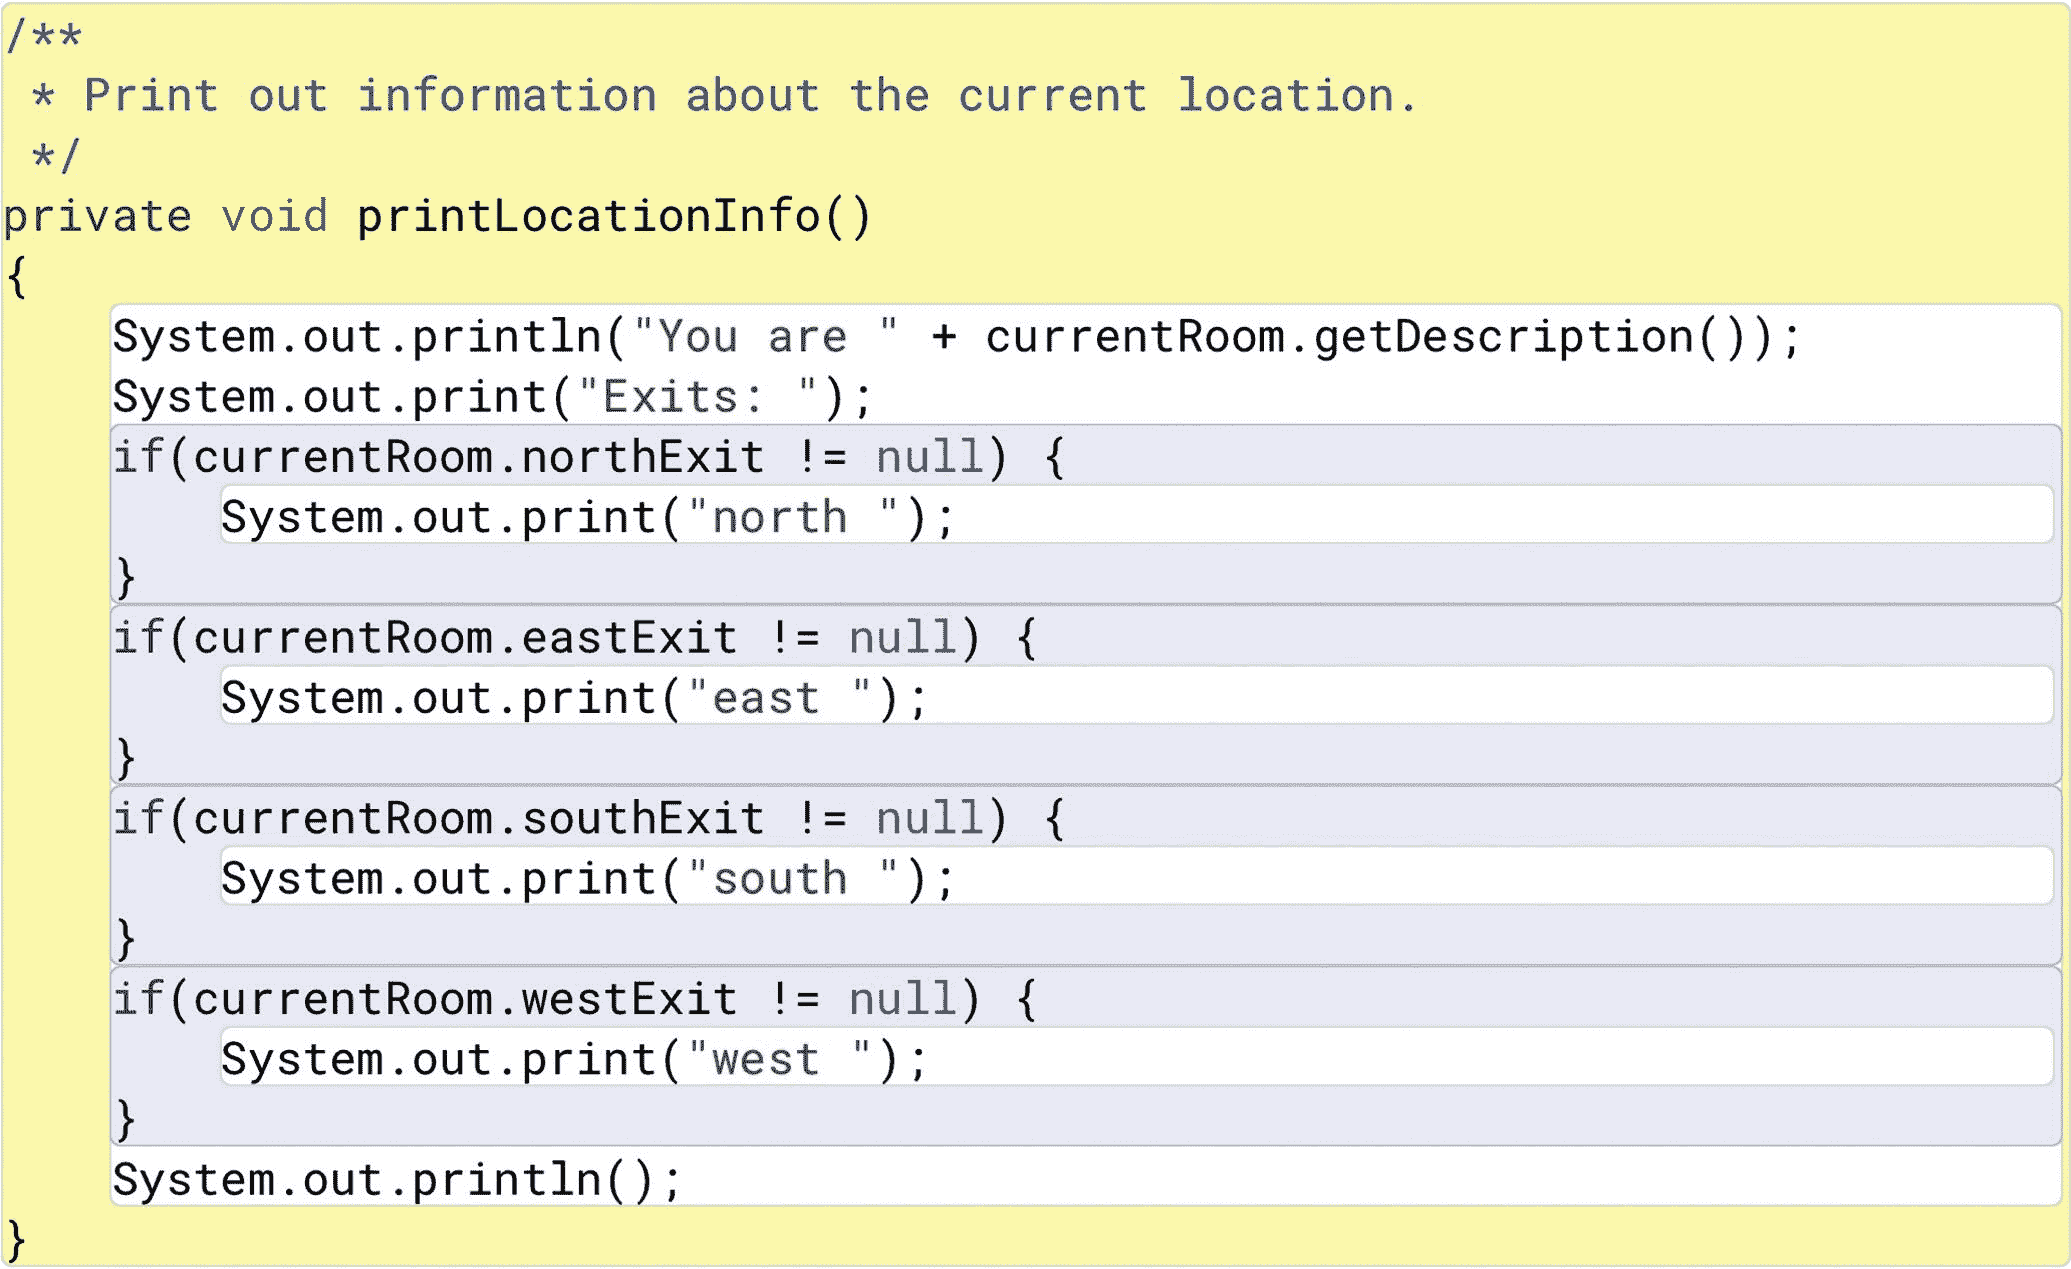 /**
 * Print out information about the current location.
 */
private void printLocationInfo()
{
    System.out.println("You are " + currentRoom.getDescription());
    System.out.print("Exits: ");
    if(currentRoom.northExit != null) {
        System.out.print("north ");
    }
    if(currentRoom.eastExit != null) {
        System.out.print("east ");
    }
    if(currentRoom.southExit != null) {
        System.out.print("south ");
    }
    if(currentRoom.westExit != null) {
        System.out.print("west ");
    }
    System.out.println();
}